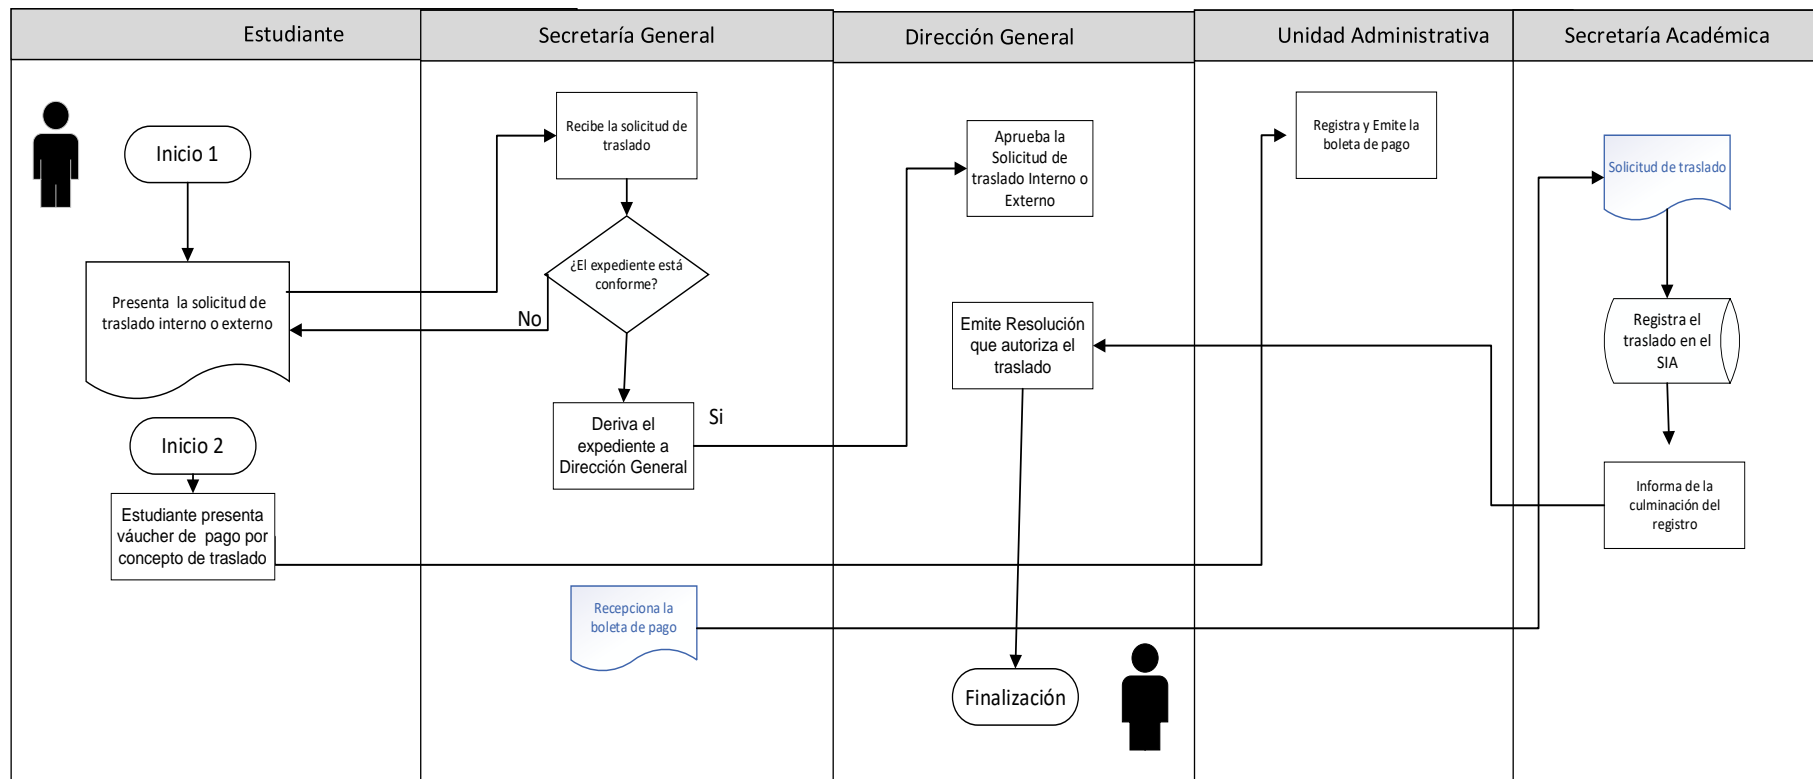 Estudiante
Secretaría General
Dirección General
Unidad Administrativa
Secretaría Académica
Inicio 1
Presenta la solicitud de
traslado interno o externo
Inicio 2
Estudiante presenta
váucher de pago por
concepto de traslado
Recibe la solicitud de
traslado
¿El expediente está
conforme?
No
Deriva el
expediente a
Dirección General
Si
Recepciona la
boleta de pago
Aprueba la
Solicitud de
traslado Interno o
Externo
Emite Resolución
que autoriza el
traslado
Finalización
Registra y Emite la
boleta de pago
Solicitud de traslado
Registra el
traslado en el
SIA
Informa de la
culminación del
registro